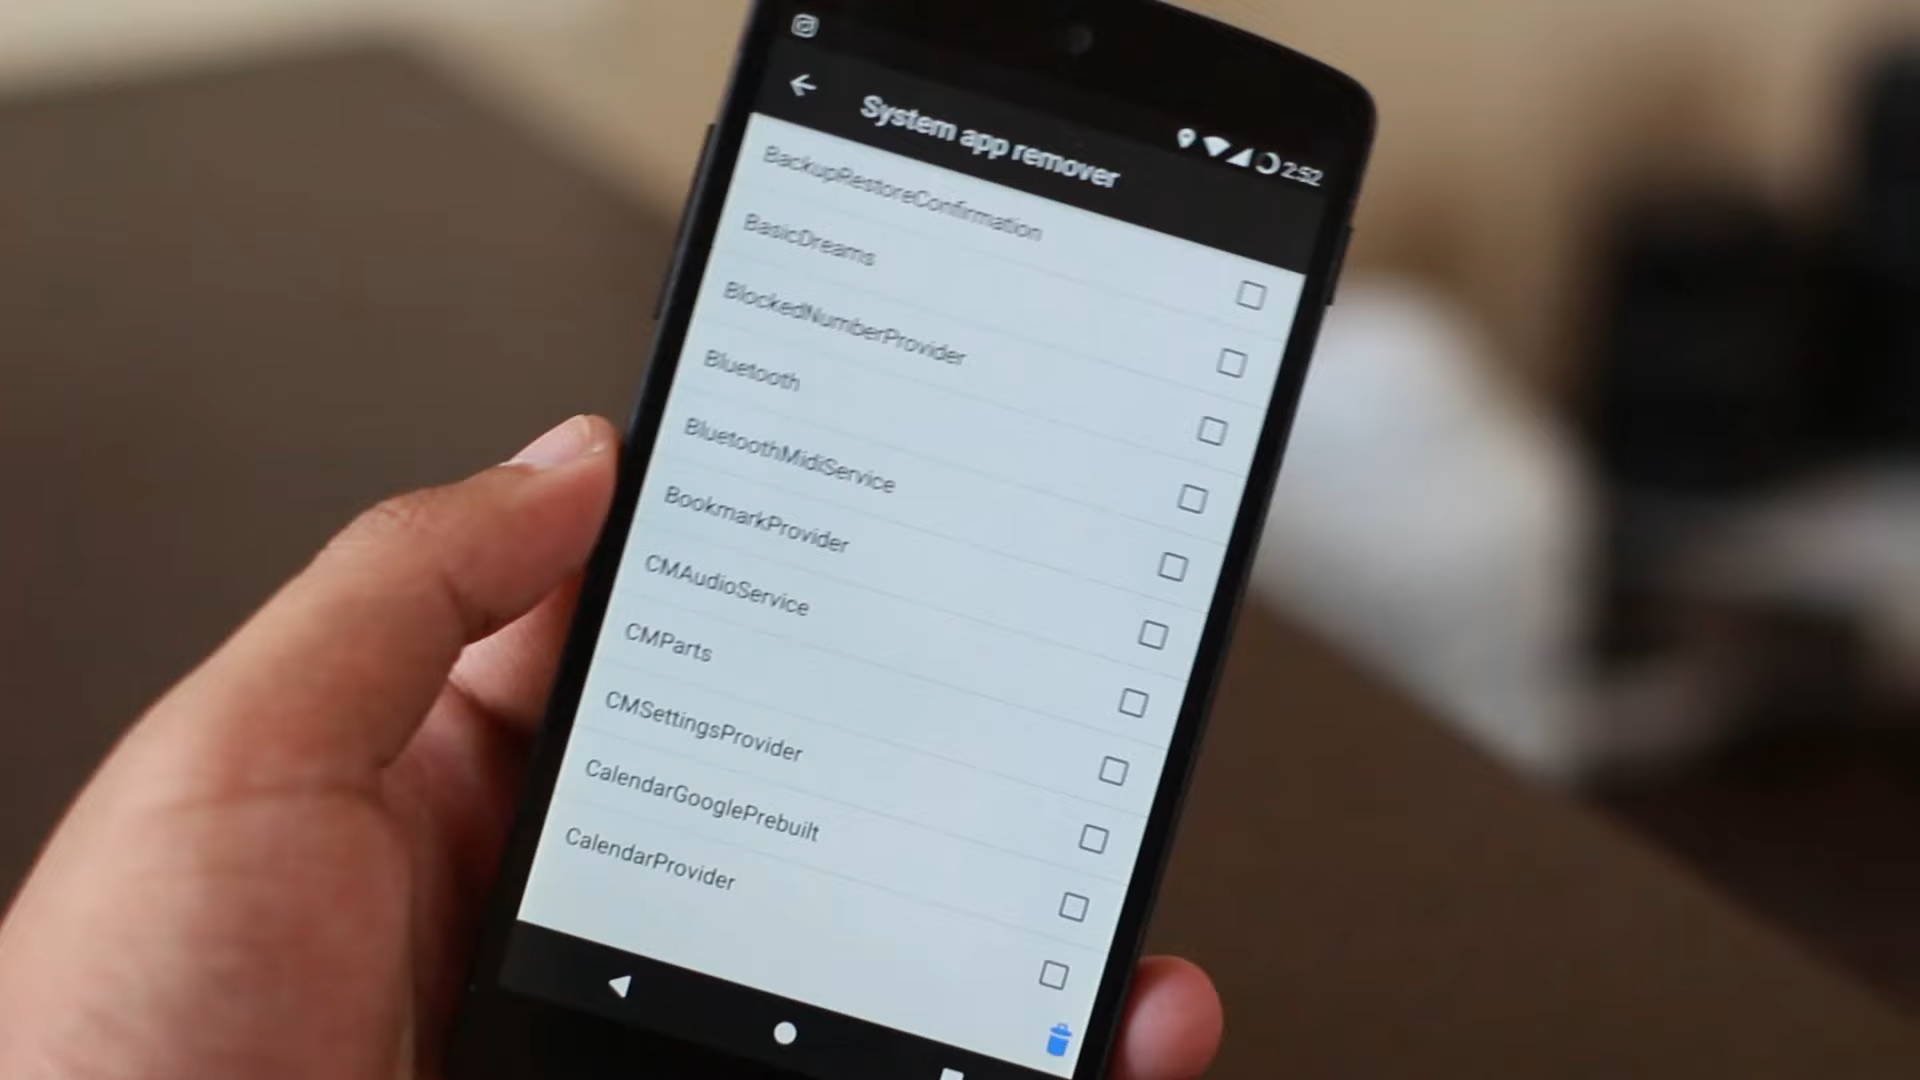 System app remover
2:52
BackupRestoreConfirmation
BasicDreams
BlockedNumberProvider
Bluetooth
BluetoothMidiService
BookmarkProvider
CMAudioService
CMParts
CMSettingsProvider
CalendarGooglePrebuilt
CalendarProvider